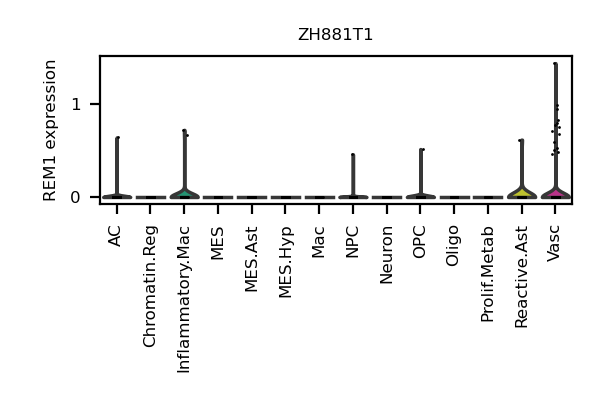 ZH881T1
REM1 expression
1
0
AC
Chromatin.Reg
Inflammatory.Mac
MES
MES.Ast
MES.Hyp
Mac
NPC
Neuron
OPC
Oligo
Prolif.Metab
Reactive.Ast
Vasc